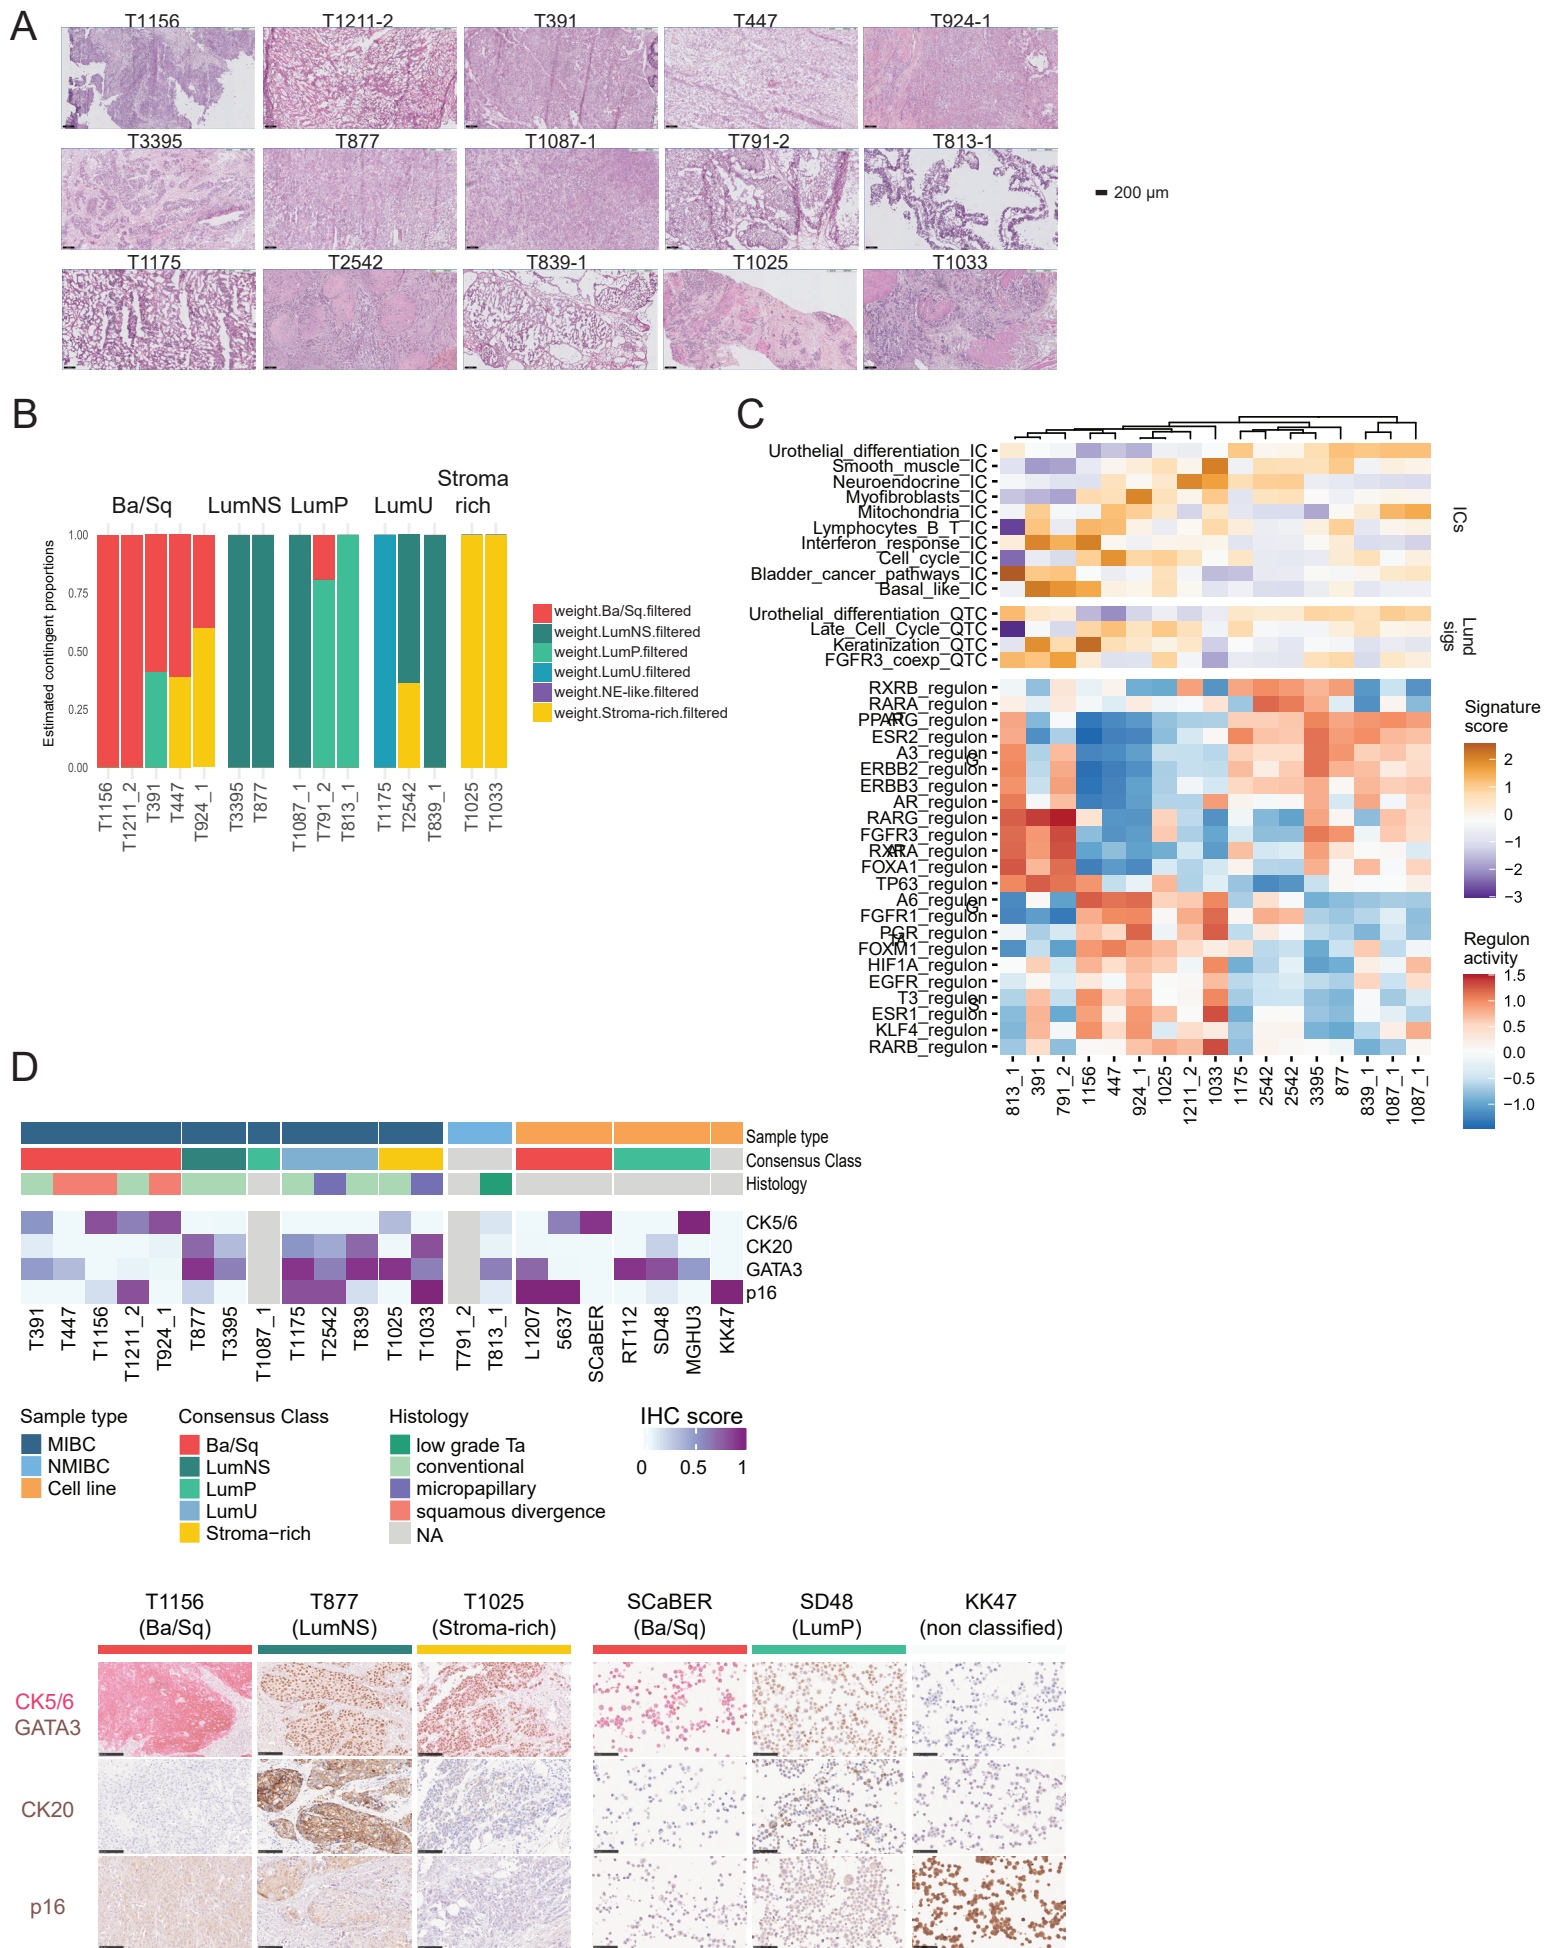 A
T1156
T1211-2
T391
T447
T924-1
T3395
T877
T1087-1
T791-2
T813-1
200 µm
T1175
T2542
T839-1
T1025
T1033
B
Ba/Sq
LumNS
LumP
LumU
Stroma
rich
Estimated contingent proportions
1.00
0.75
0.50
0.25
0.00
T1156
T1211_2
T391
T447
T924_1
T3395
T877
T1087_1
T791_2
T813_1
T1175
T2542
T839_1
T1025
T1033
weight.Ba/Sq.filtered
weight.LumNS.filtered
weight.LumP.filtered
weight.LumU.filtered
weight.NE-like.filtered
weight.Stroma-rich.filtered
C
Urothelial_differentiation_IC
Smooth_muscle_IC
Neuroendocrine_IC
Myofibroblasts_IC
Mitochondria_IC
Lymphocytes_B_T_IC
Interferon_response_IC
Cell_cycle_IC
Bladder_cancer_pathways_IC
Basal_like_IC
ICs
Urothelial_differentiation_QTC
Late_Cell_Cycle_QTC
Keratinization_QTC
FGFR3_coexp_QTC
Lund
sigs
RXRB_regulon
RARA_regulon
PPARG_regulon
ESR2_regulon
A3_regulon
ERBB2_regulon
ERBB3_regulon
AR_regulon
RARG_regulon
FGFR3_regulon
RXRA_regulon
FOXA1_regulon
TP63_regulon
A6_regulon
FGFR1_regulon
PGR_regulon
FOXM1_regulon
HIF1A_regulon
EGFR_regulon
T3_regulon
ESR1_regulon
KLF4_regulon
RARB_regulon
813_1
391
791_2
1156
447
924_1
1025
1211_2
1033
1175
2542
2542
3395
877
839_1
1087_1
1087_1
Signature
score
2
1
0
−1
−2
−3
Regulon
activity
1.5
1.0
0.5
0.0
−0.5
−1.0
D
Sample type
Consensus Class
Histology
CK5/6
CK20
GATA3
p16
T391
T447
T1156
T1211_2
T924_1
T877
T3395
T1087_1
T1175
T2542
T839
T1025
T1033
T791_2
T813_1
L1207
5637
SCaBER
RT112
SD48
MGHU3
KK47
Sample type
MIBC
NMIBC
Cell line
Consensus Class
Ba/Sq
LumNS
LumP
LumU
Stroma−rich
Histology
low grade Ta
conventional
micropapillary
squamous divergence
NA
IHC score
0 0.5 1
T1156
(Ba/Sq)
T877
(LumNS)
T1025
(Stroma-rich)
SCaBER
(Ba/Sq)
SD48
(LumP)
KK47
(non classified)
CK5/6
GATA3
CK20
p16